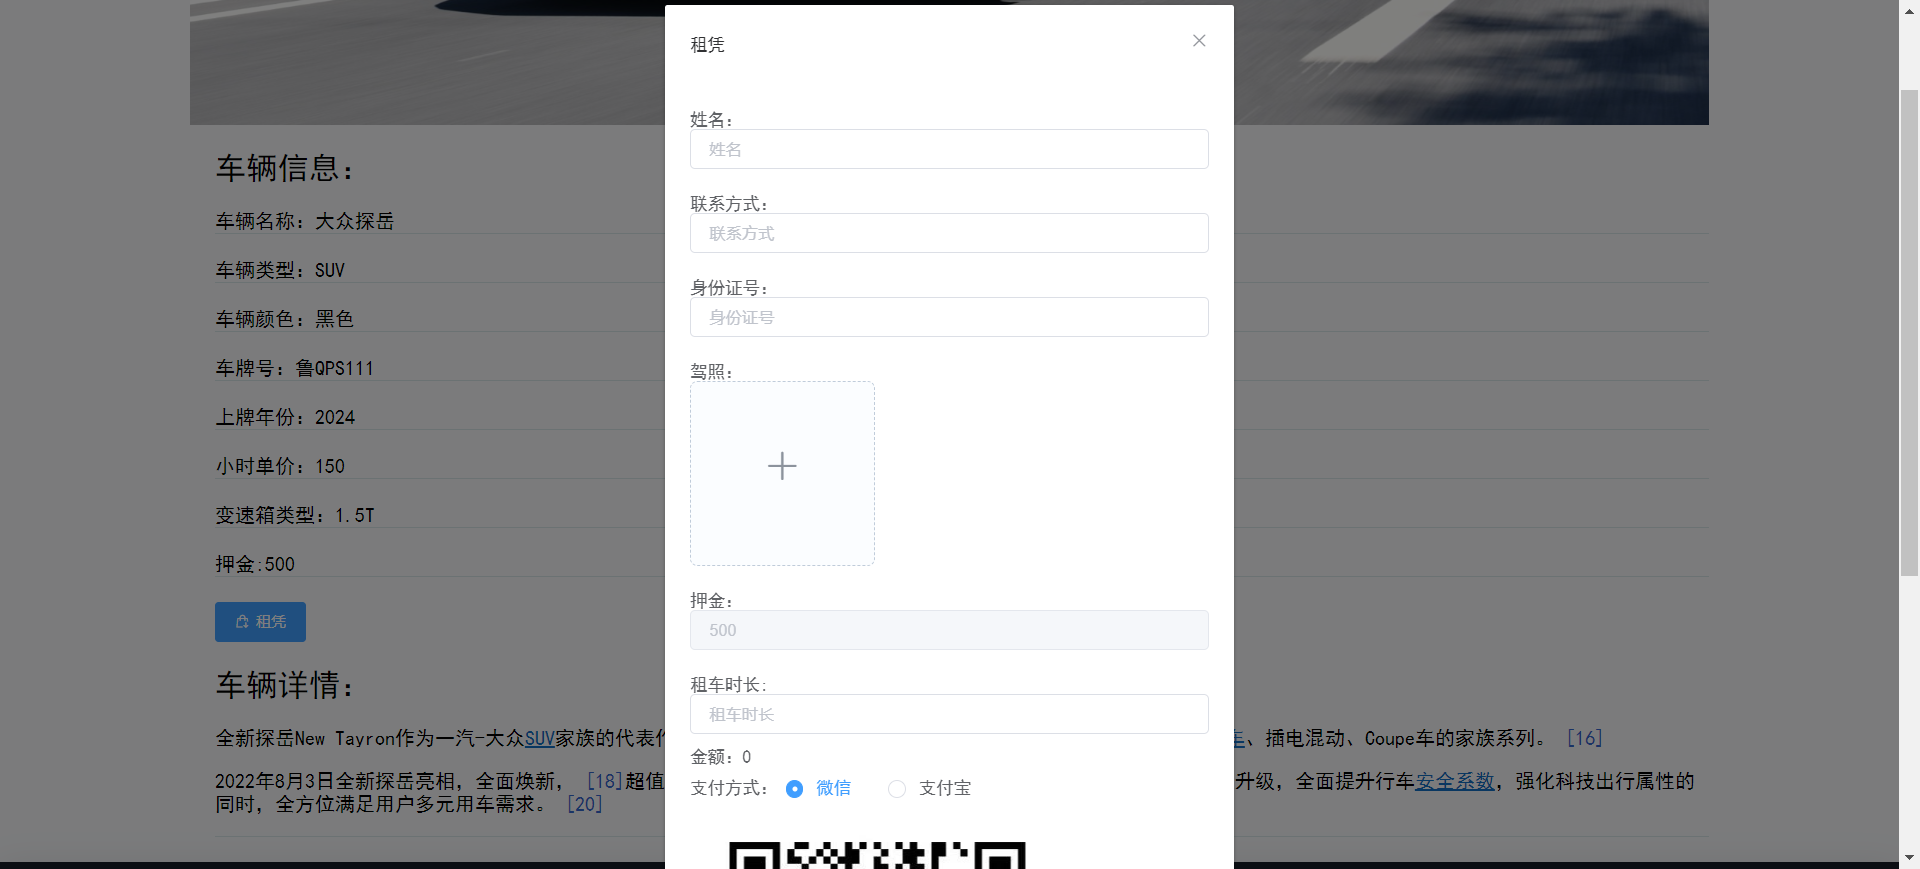 租凭
姓名：
姓名
联系方式：
联系方式
身份证号：
身份证号
驾照：
押金：
500
租车时长:
租车时长
金额：0
支付方式： 微信 支付宝
车辆信息：
车辆名称：大众探岳
车辆类型：SUV
车辆颜色：黑色
车牌号：鲁QPS111
上牌年份：2024
小时单价：150
变速箱类型：1.5T
押金:500
租凭
车辆详情：
全新探岳New Tayron作为一汽-大众SUV家族的代表 车、插电混动、Coupe车的家族系列。 [16]
2022年8月3日全新探岳亮相，全面焕新， [18]超值 升级，全面提升行车安全系数，强化科技出行属性的
同时，全方位满足用户多元用车需求。 [20]